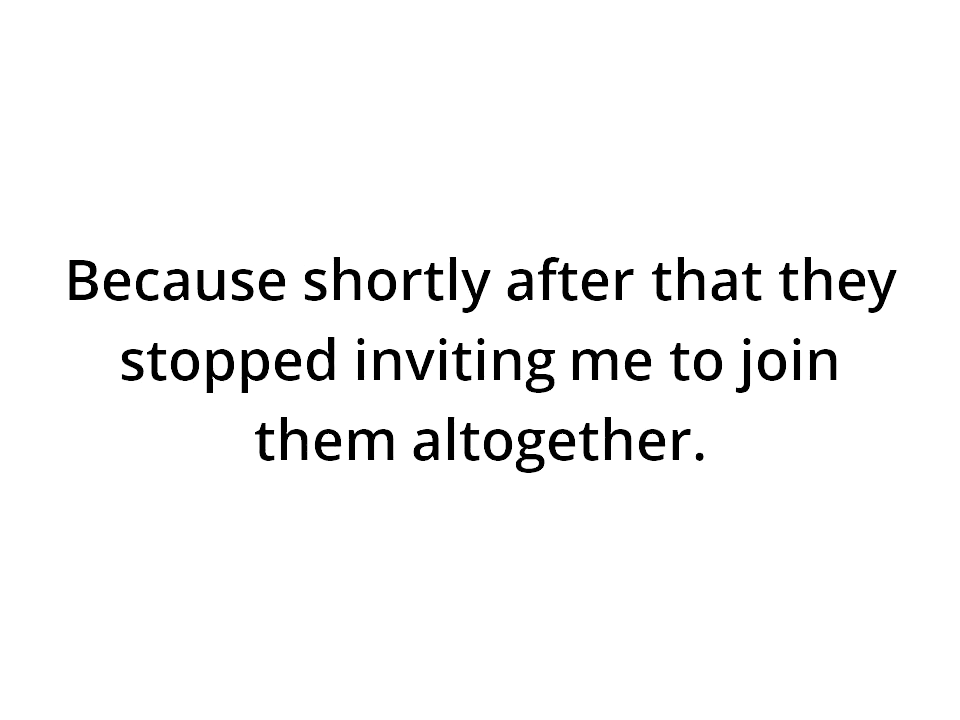 Because shortly after that they
stopped inviting me to join
them altogether.